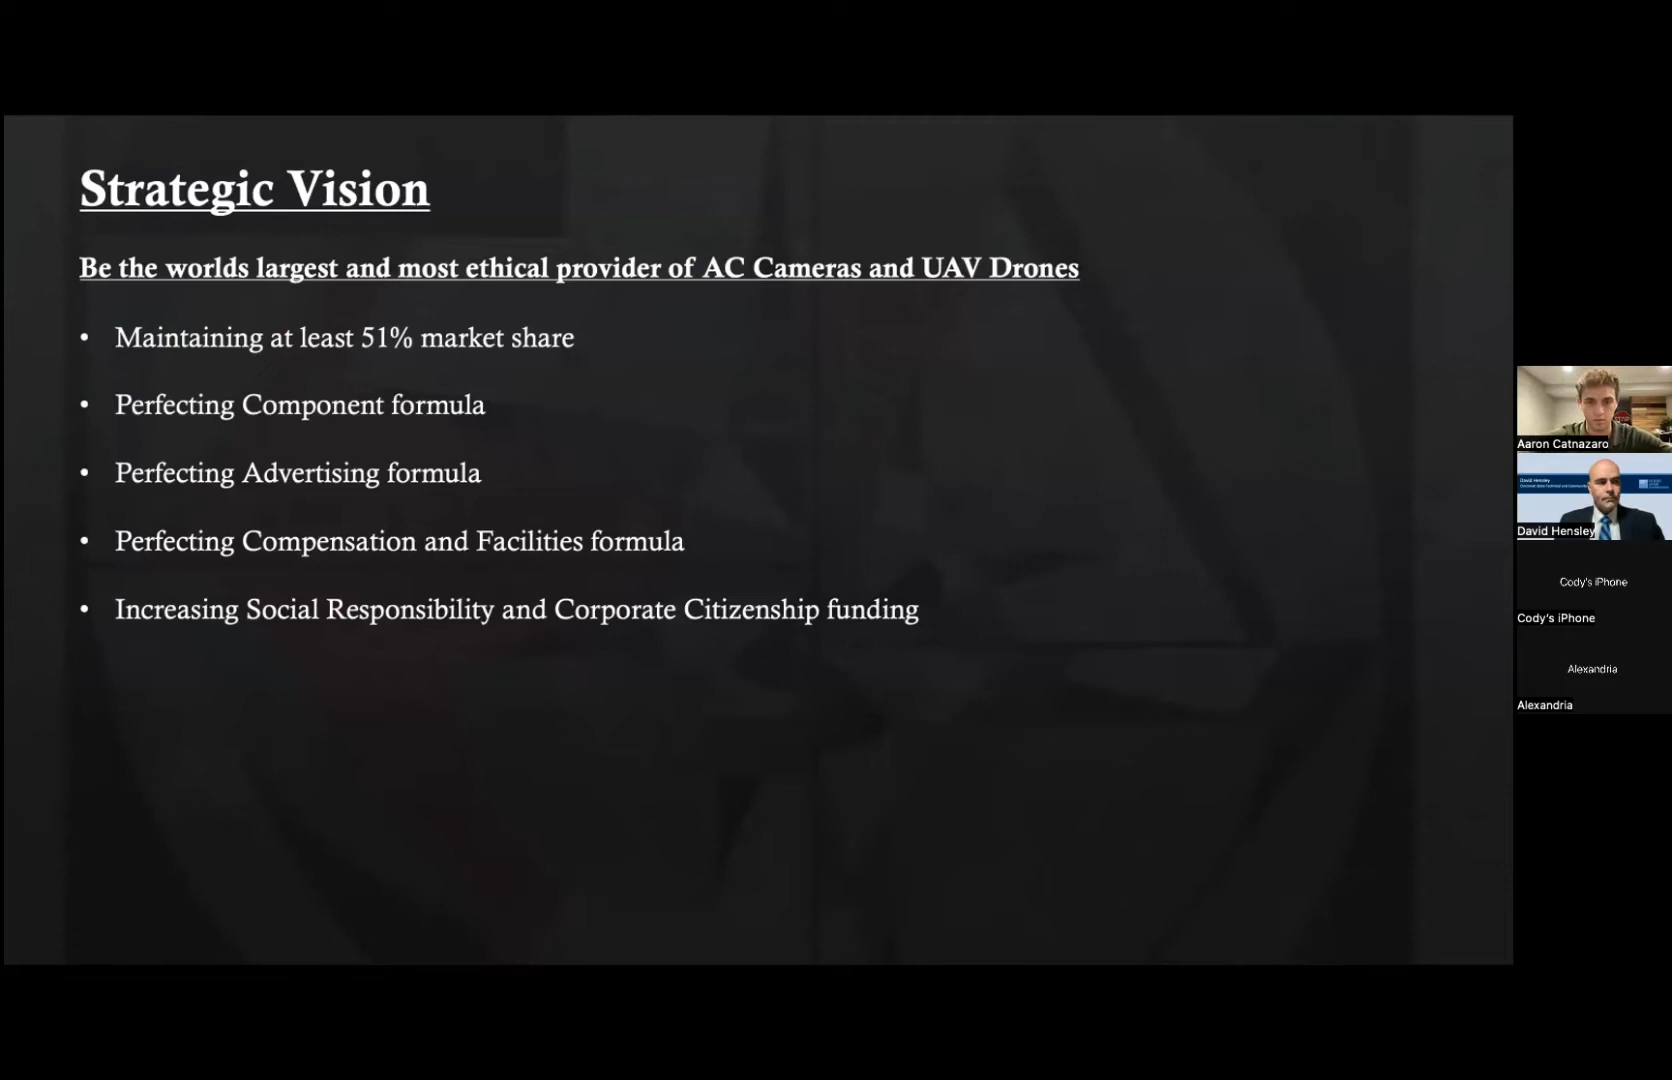 Strategic Vision
Be the worlds largest and most ethical provider of AC Cameras and UAV Drones
• Maintaining at least 51% market share
• Perfecting Component formula
• Perfecting Advertising formula
• Perfecting Compensation and Facilities formula
• Increasing Social Responsibility and Corporate Citizenship funding
Aaron Catnazaro
David Hensley
David Hensley
Cody's iPhone
Cody's iPhone
Alexandria
Alexandria